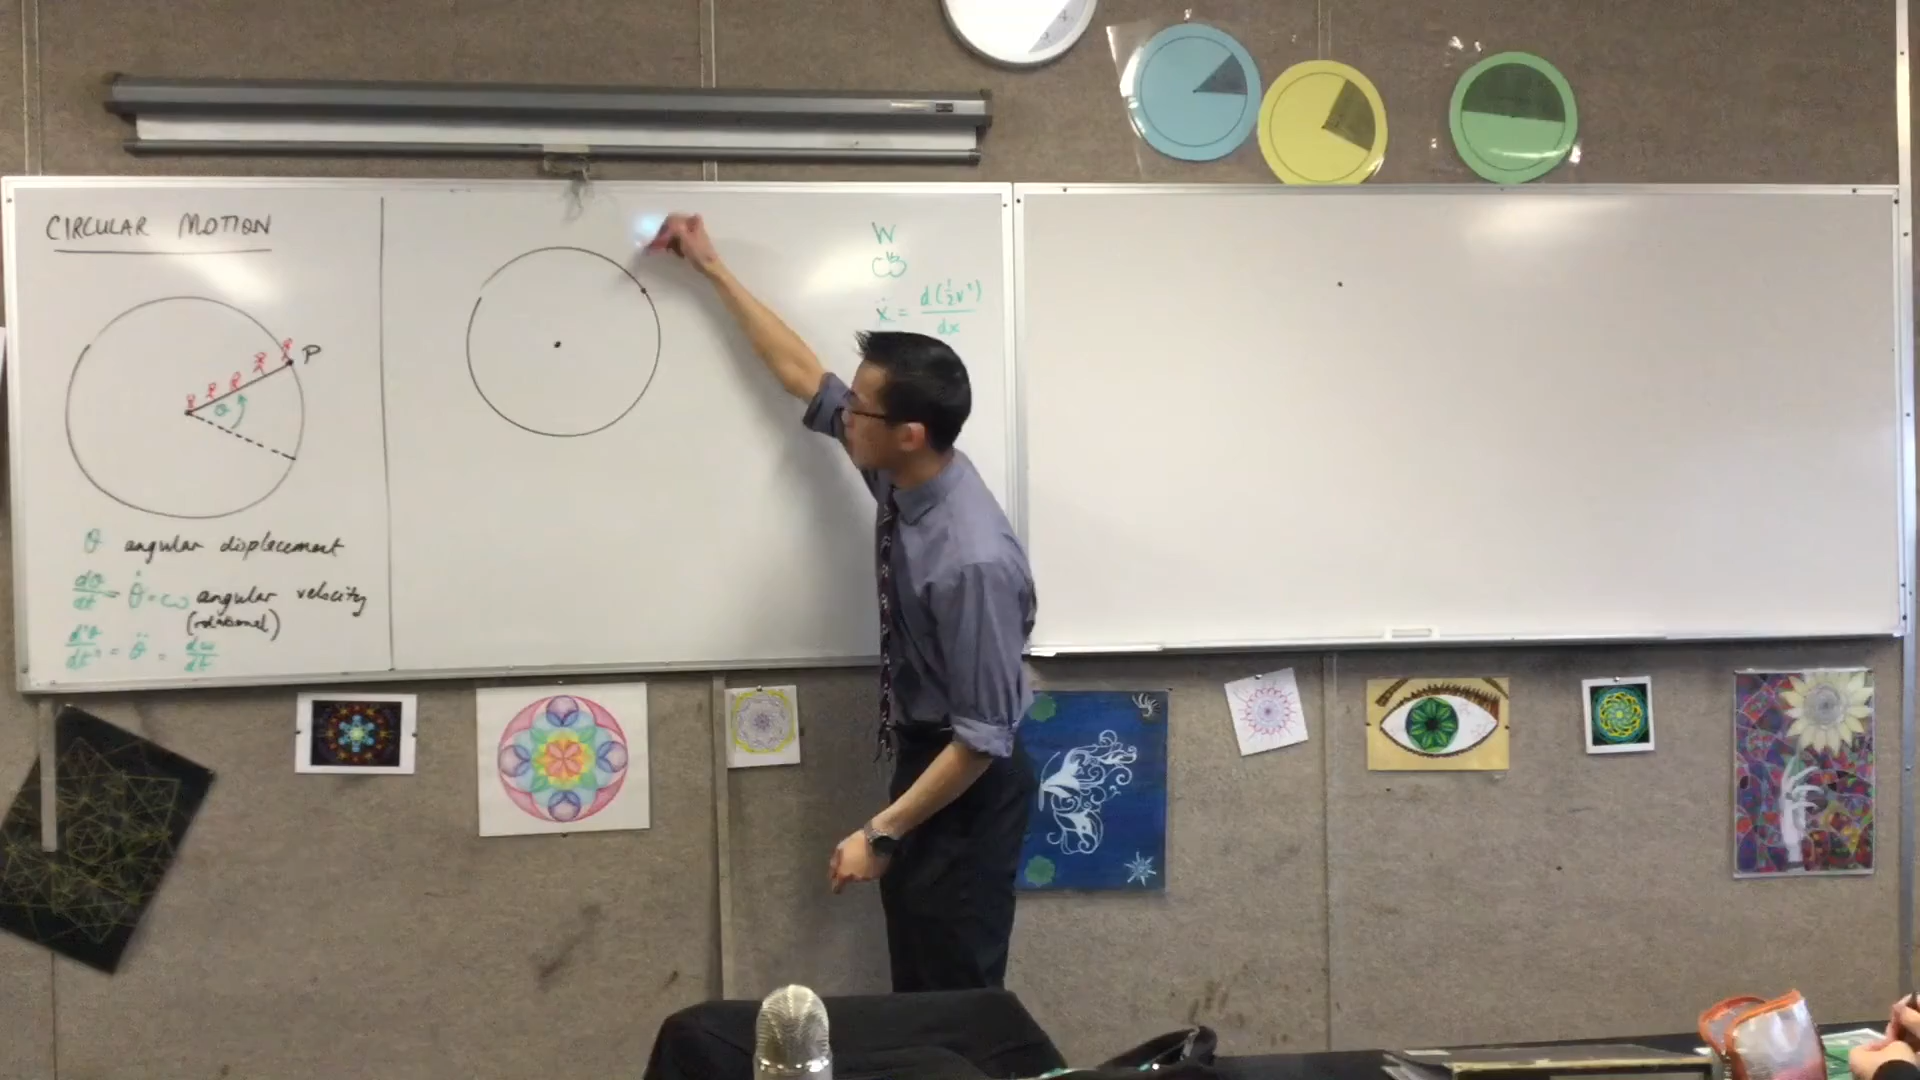 CIRCULAR MOTION
P
θ
θ angular displacement
dθ/dt = θ̇ = ω angular velocity
(rotational)
d²θ/dt² = θ̈ = dω/dt
W
ẍ = d(½v²)/dx